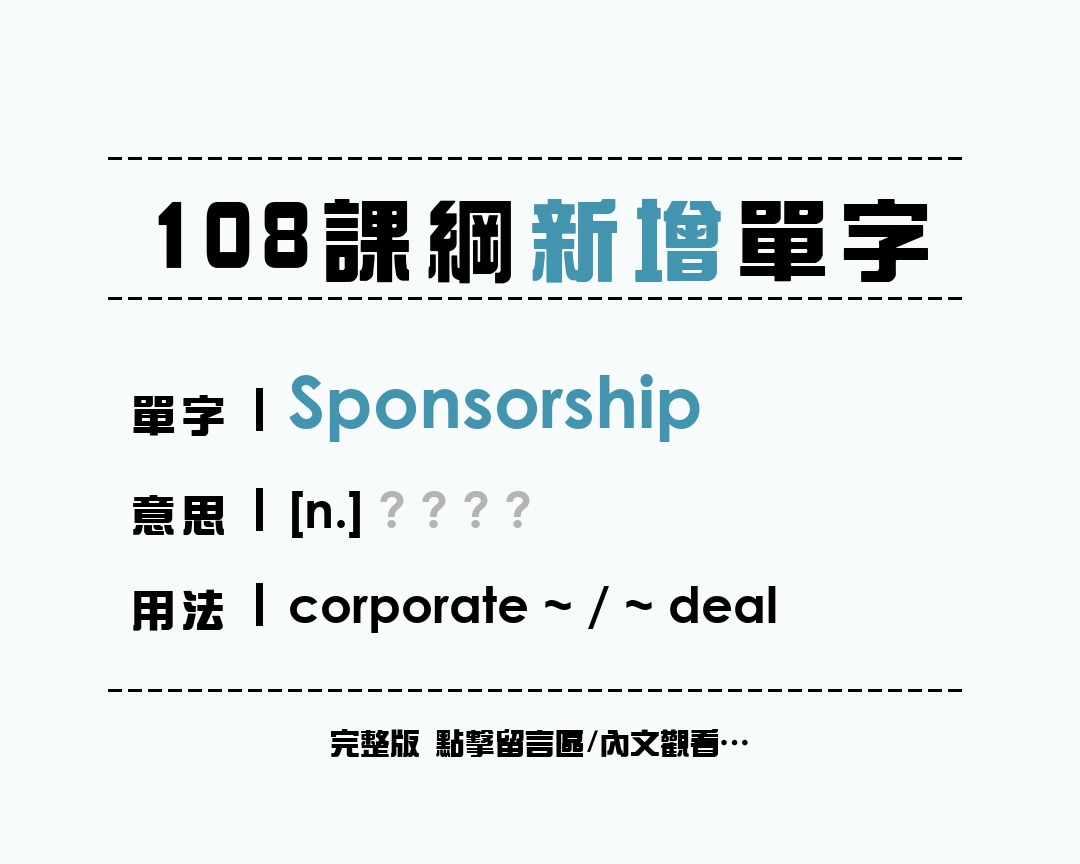 108課綱新增單字
單字 | Sponsorship
意思 | [n.] ? ? ? ?
用法 | corporate ~ / ~ deal
完整版 點擊留言區/內文觀看…